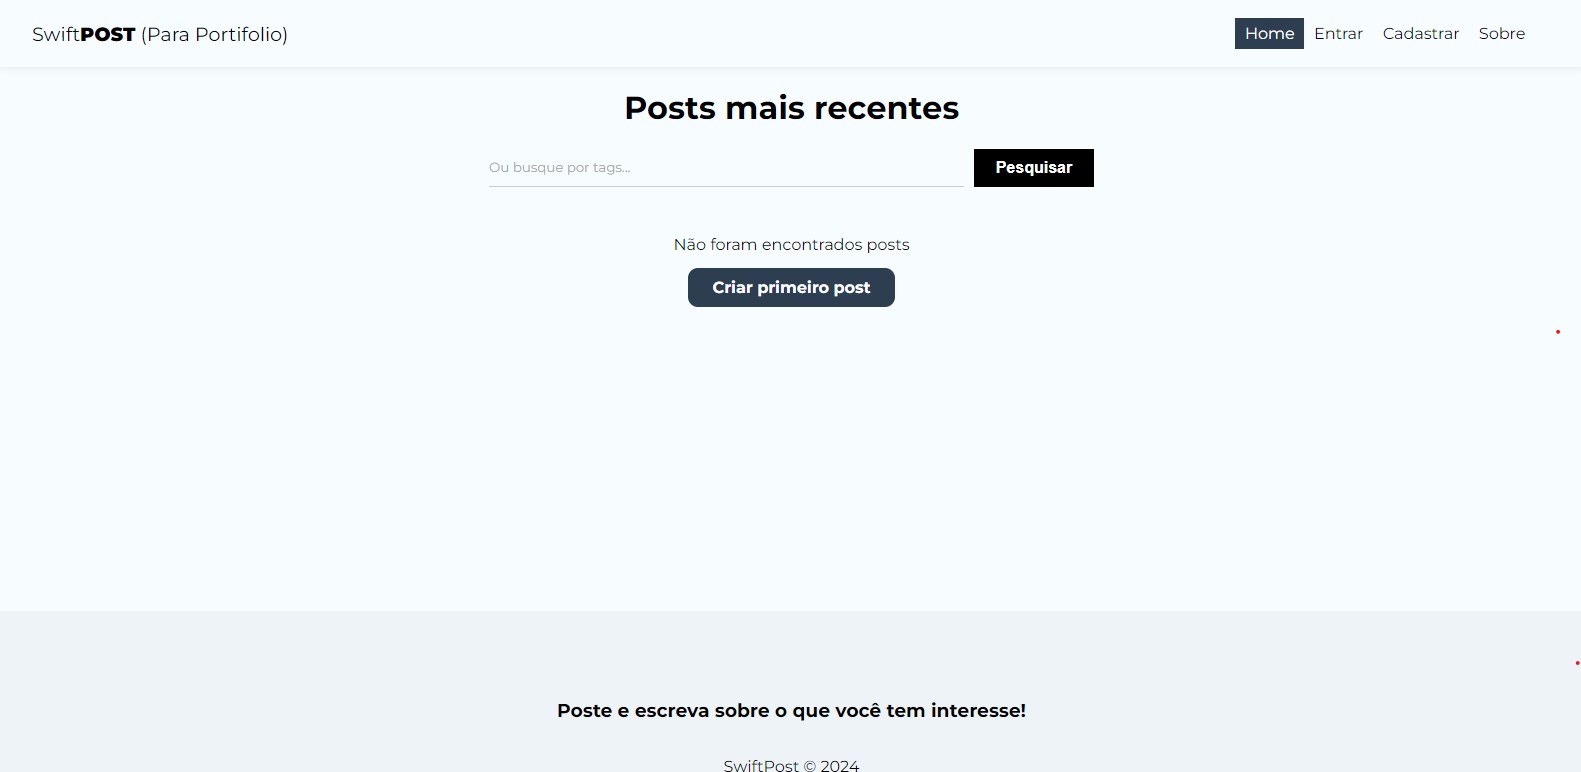 SwiftPOST (Para Portifolio)
Home Entrar Cadastrar Sobre
Posts mais recentes
Ou busque por tags... Pesquisar
Não foram encontrados posts
Criar primeiro post
Poste e escreva sobre o que você tem interesse!
SwiftPost © 2024